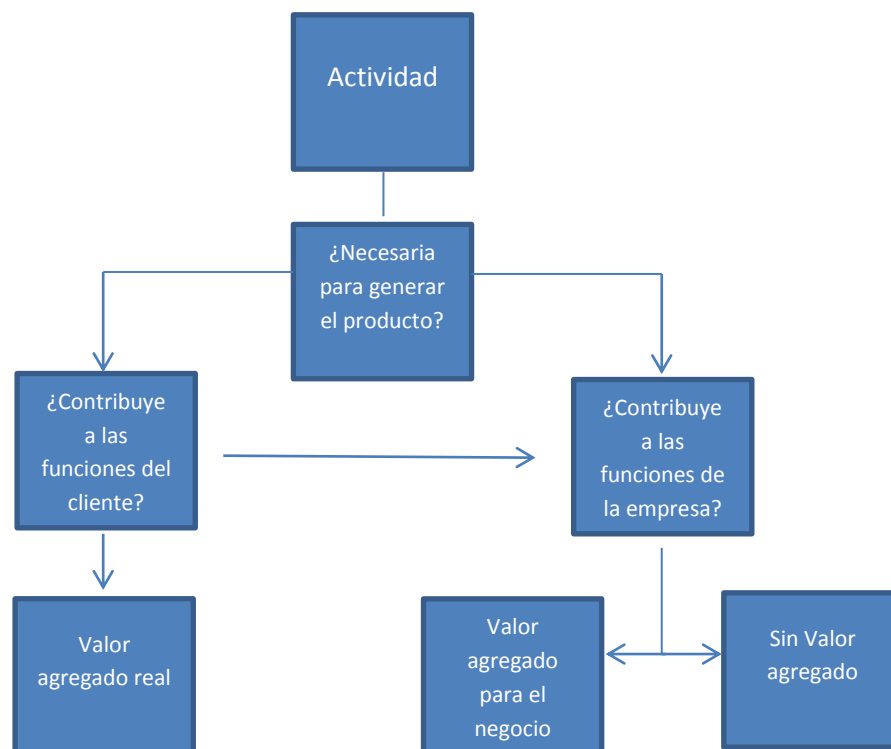 Actividad
¿Necesaria
para generar
el producto?
¿Contribuye
a las
funciones del
cliente?
¿Contribuye
a las
funciones de
la empresa?
Valor
agregado real
Valor
agregado
para el
negocio
Sin Valor
agregado